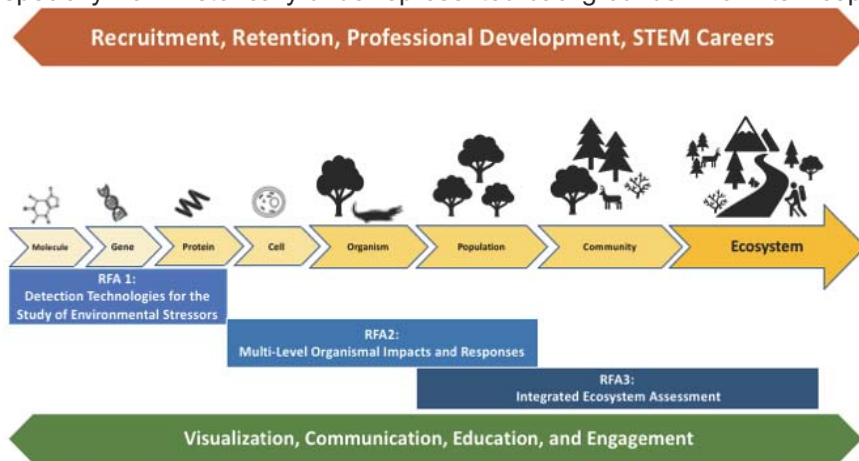 Recruitment, Retention, Professional Development, STEM Careers
Molecule
Gene
Protein
Cell
Organism
Population
Community
Ecosystem
RFA 1:
Detection Technologies for the
Study of Environmental Stressors
RFA2:
Multi-Level Organismal Impacts and Responses
RFA3:
Integrated Ecosystem Assessment
Visualization, Communication, Education, and Engagement